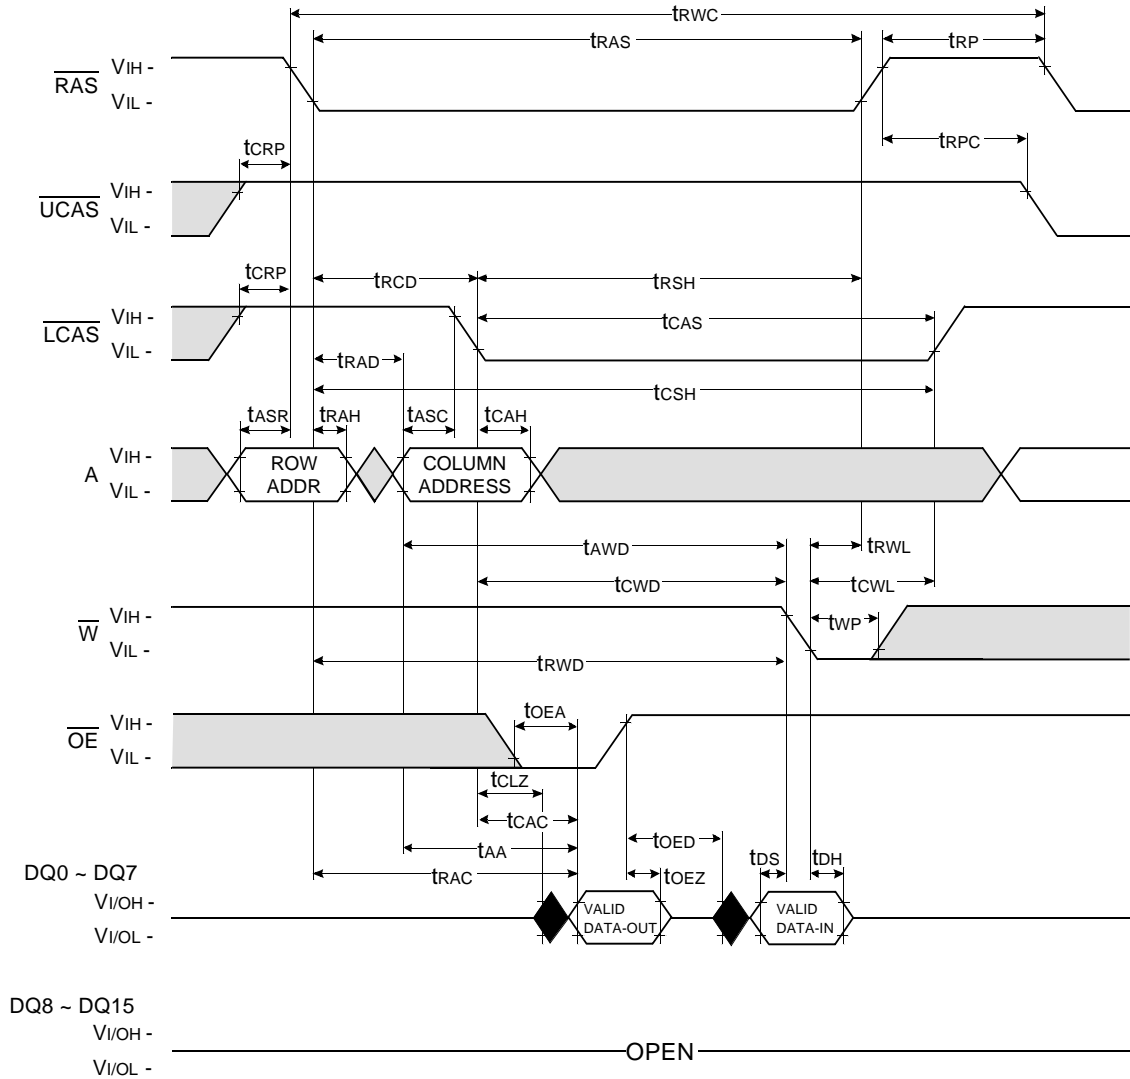 tRWC
tRAS tRP
RAS VIH -
VIL -
tCRP tRPC
UCAS VIH -
VIL -
tCRP tRCD tRSH
LCAS VIH - tCAS
VIL -
tRAD
tCSH
tASR tRAH tASC tCAH
A VIH -
VIL -
ROW
ADDR
COLUMN
ADDRESS
tAWD tRWL
tCWD tCWL
W VIH -
VIL -
tWP
tRWD
OE VIH -
VIL -
tOEA
tCLZ
tCAC
tAA tOED tDS tDH
tRAC tOEZ
DQ0 ~ DQ7
VI/OH -
VI/OL -
VALID
DATA-OUT
VALID
DATA-IN
DQ8 ~ DQ15
VI/OH -
OPEN
VI/OL -